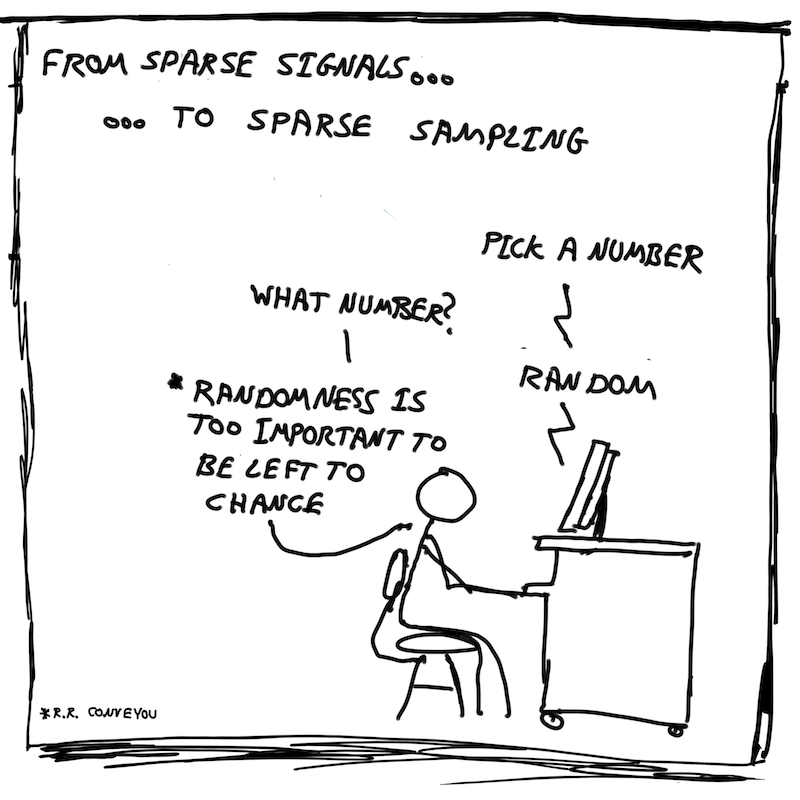 FROM SPARSE SIGNALS...
... TO SPARSE SAMPLING
PICK A NUMBER
WHAT NUMBER?
RANDOM
* RANDOMNESS IS
TOO IMPORTANT TO
BE LEFT TO
CHANCE
*R.R. CONVEYOU